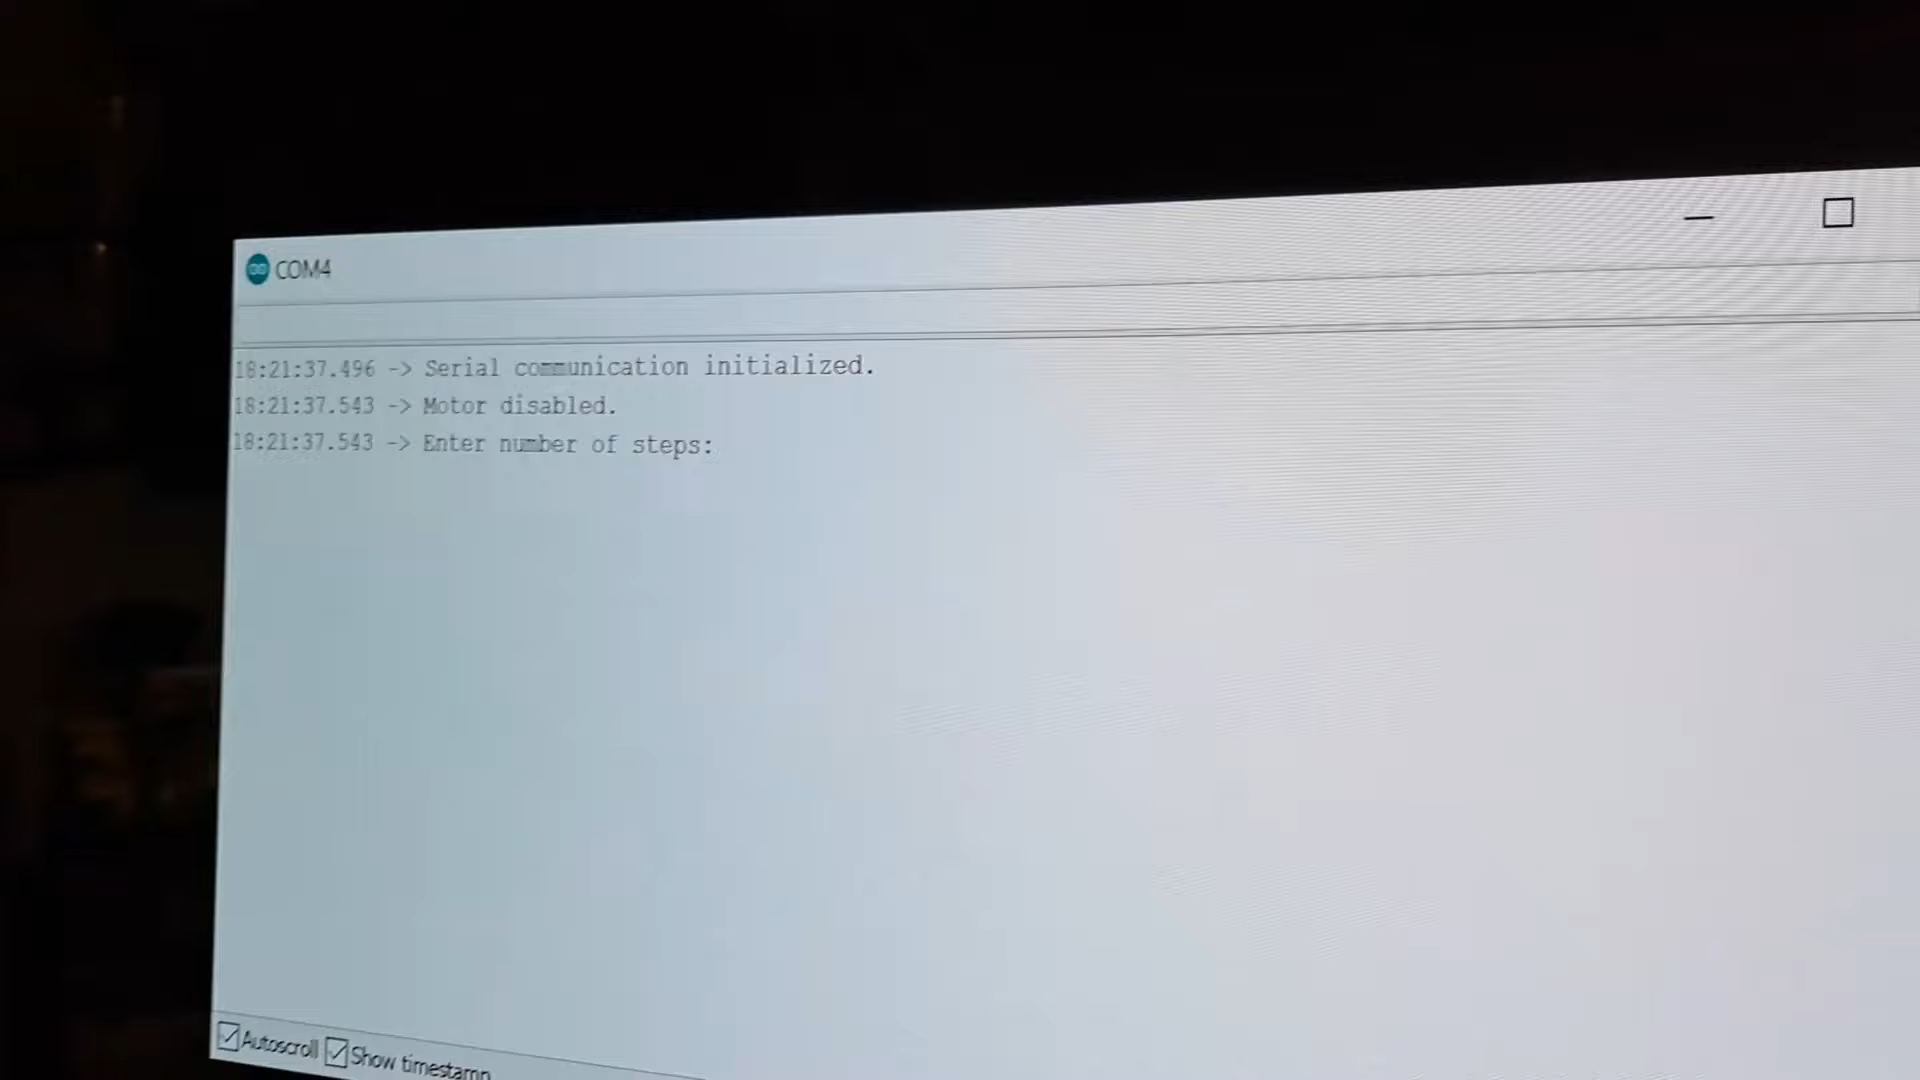 COM4
18:21:37.496 -> Serial communication initialized.
18:21:37.543 -> Motor disabled.
18:21:37.543 -> Enter number of steps:
Autoscroll Show timestamp